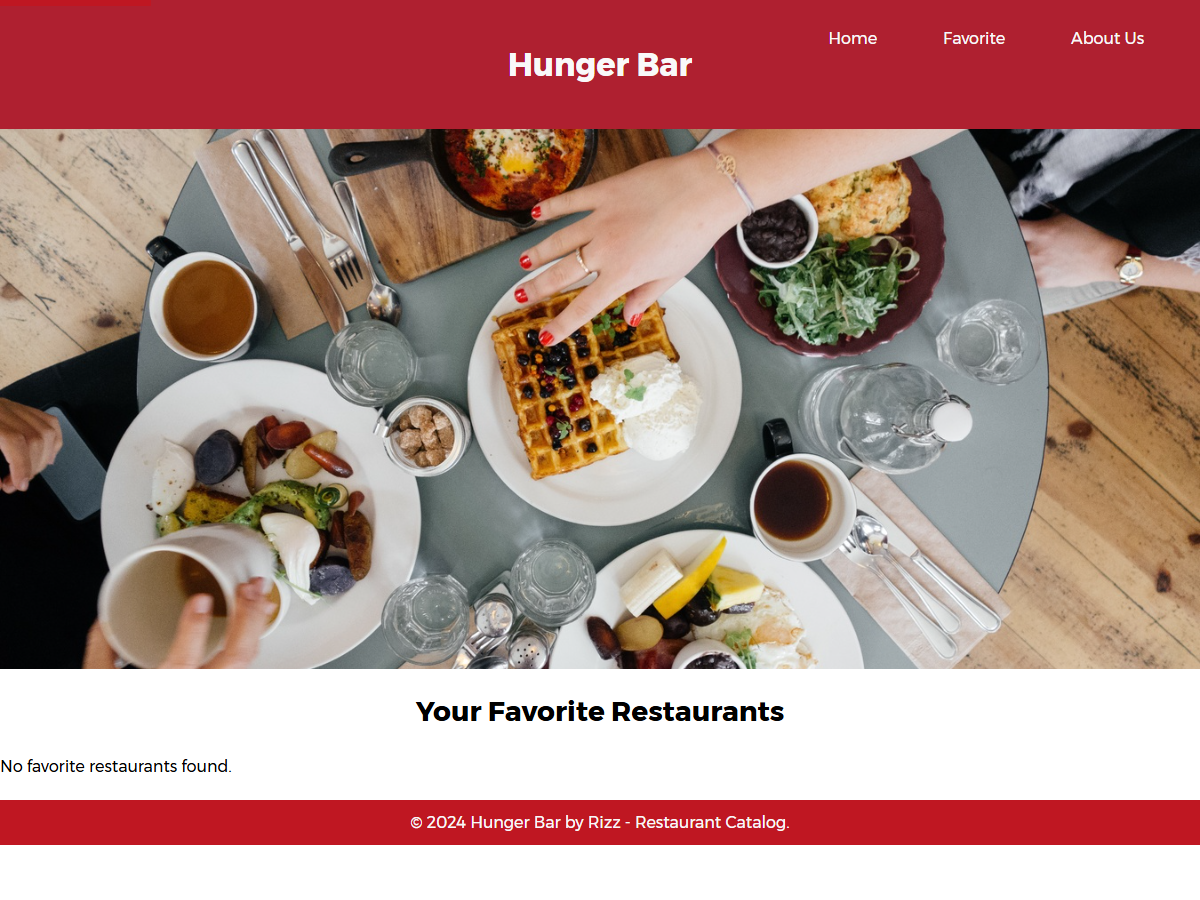 Home Favorite About Us
Hunger Bar
Your Favorite Restaurants
No favorite restaurants found.
© 2024 Hunger Bar by Rizz - Restaurant Catalog.